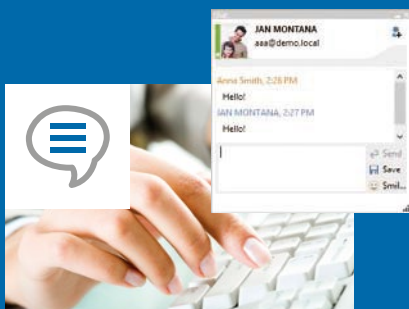 Chat
JAN MONTANA
aaa@demo.local
Anna Smith, 2:26 PM
Hello!
JAN MONTANA, 2:27 PM
Hello!
Send
Save
Smil...